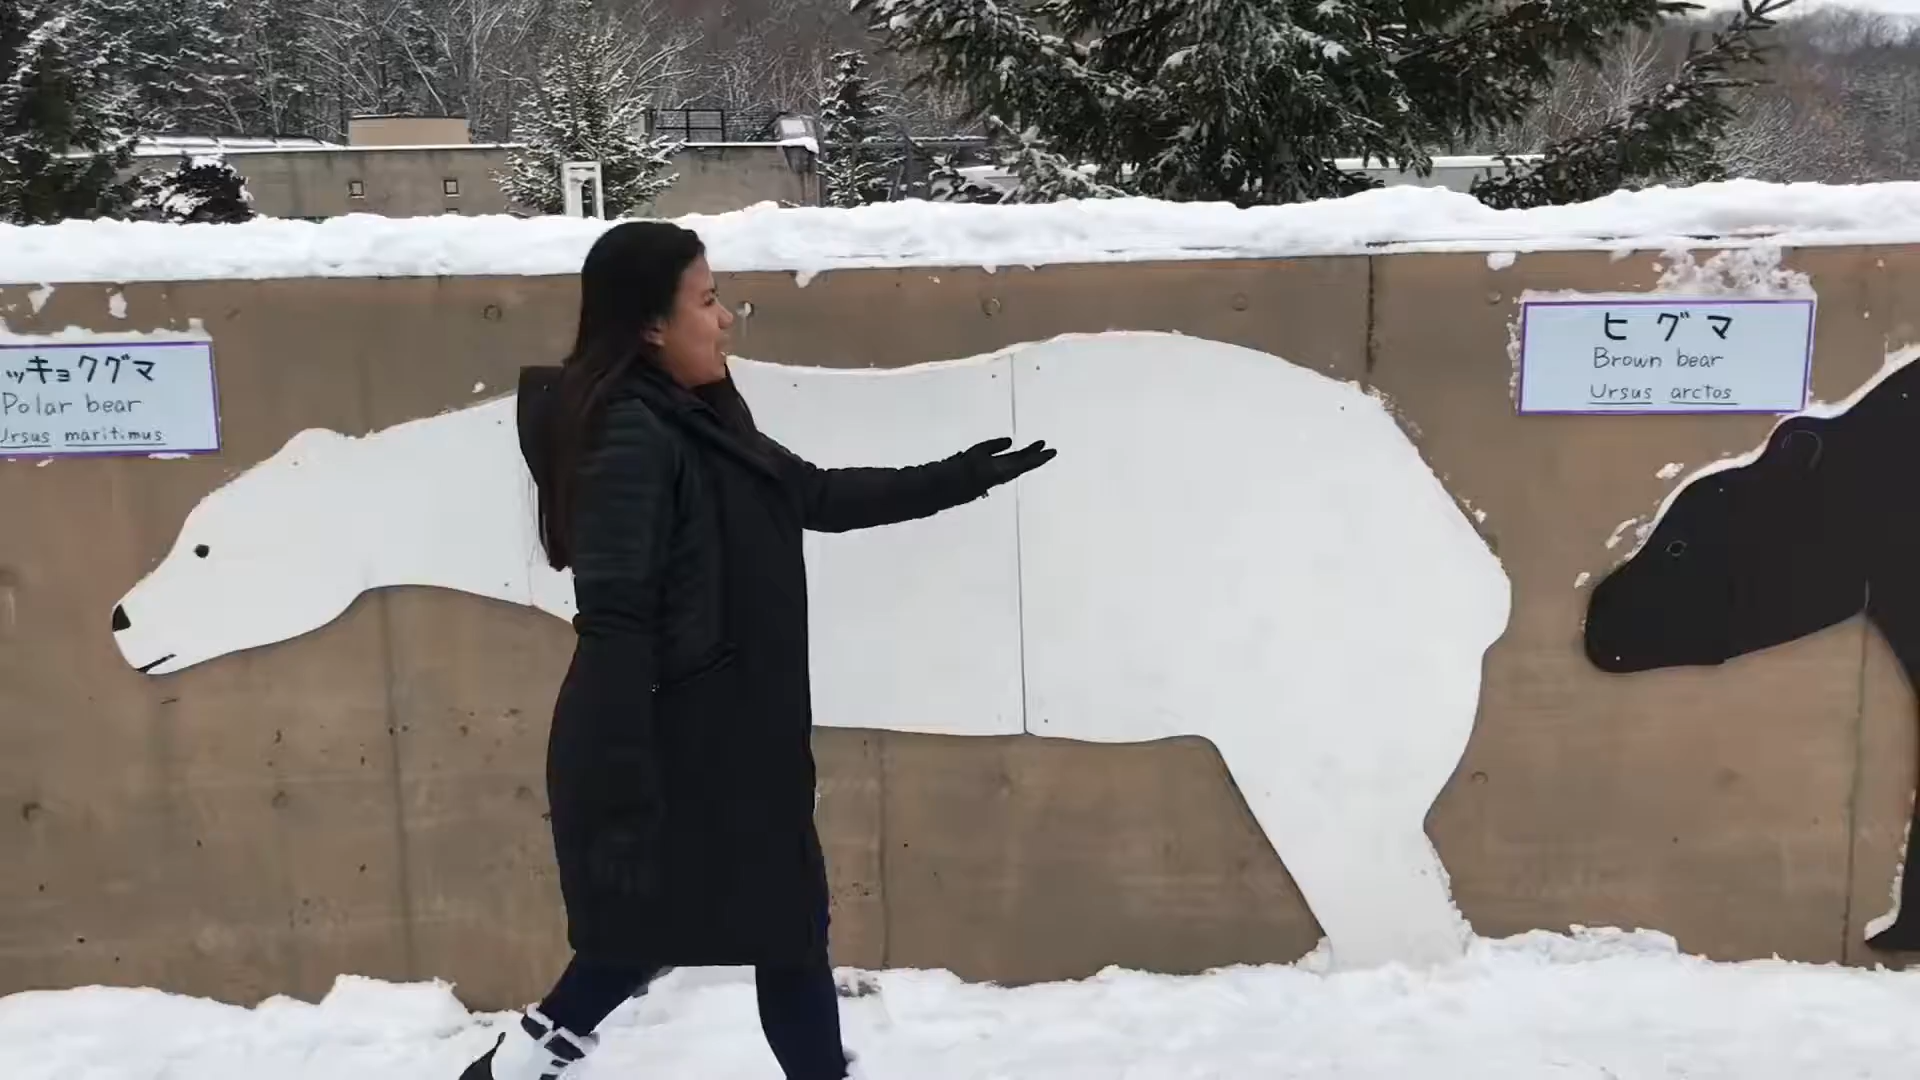 ッキョクグマ
Polar bear
Ursus maritimus
ヒグマ
Brown bear
Ursus arctos